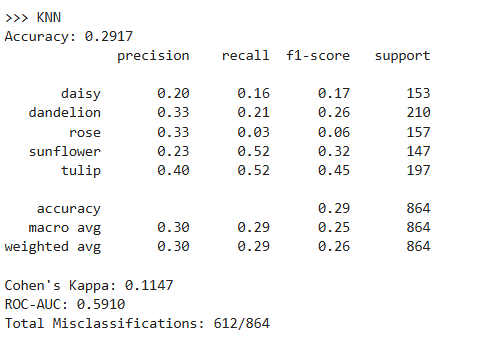 >>> KNN
Accuracy: 0.2917
precision recall f1-score support
daisy 0.20 0.16 0.17 153
dandelion 0.33 0.21 0.26 210
rose 0.33 0.03 0.06 157
sunflower 0.23 0.52 0.32 147
tulip 0.40 0.52 0.45 197
accuracy 0.29 864
macro avg 0.30 0.29 0.25 864
weighted avg 0.30 0.29 0.26 864
Cohen's Kappa: 0.1147
ROC-AUC: 0.5910
Total Misclassifications: 612/864